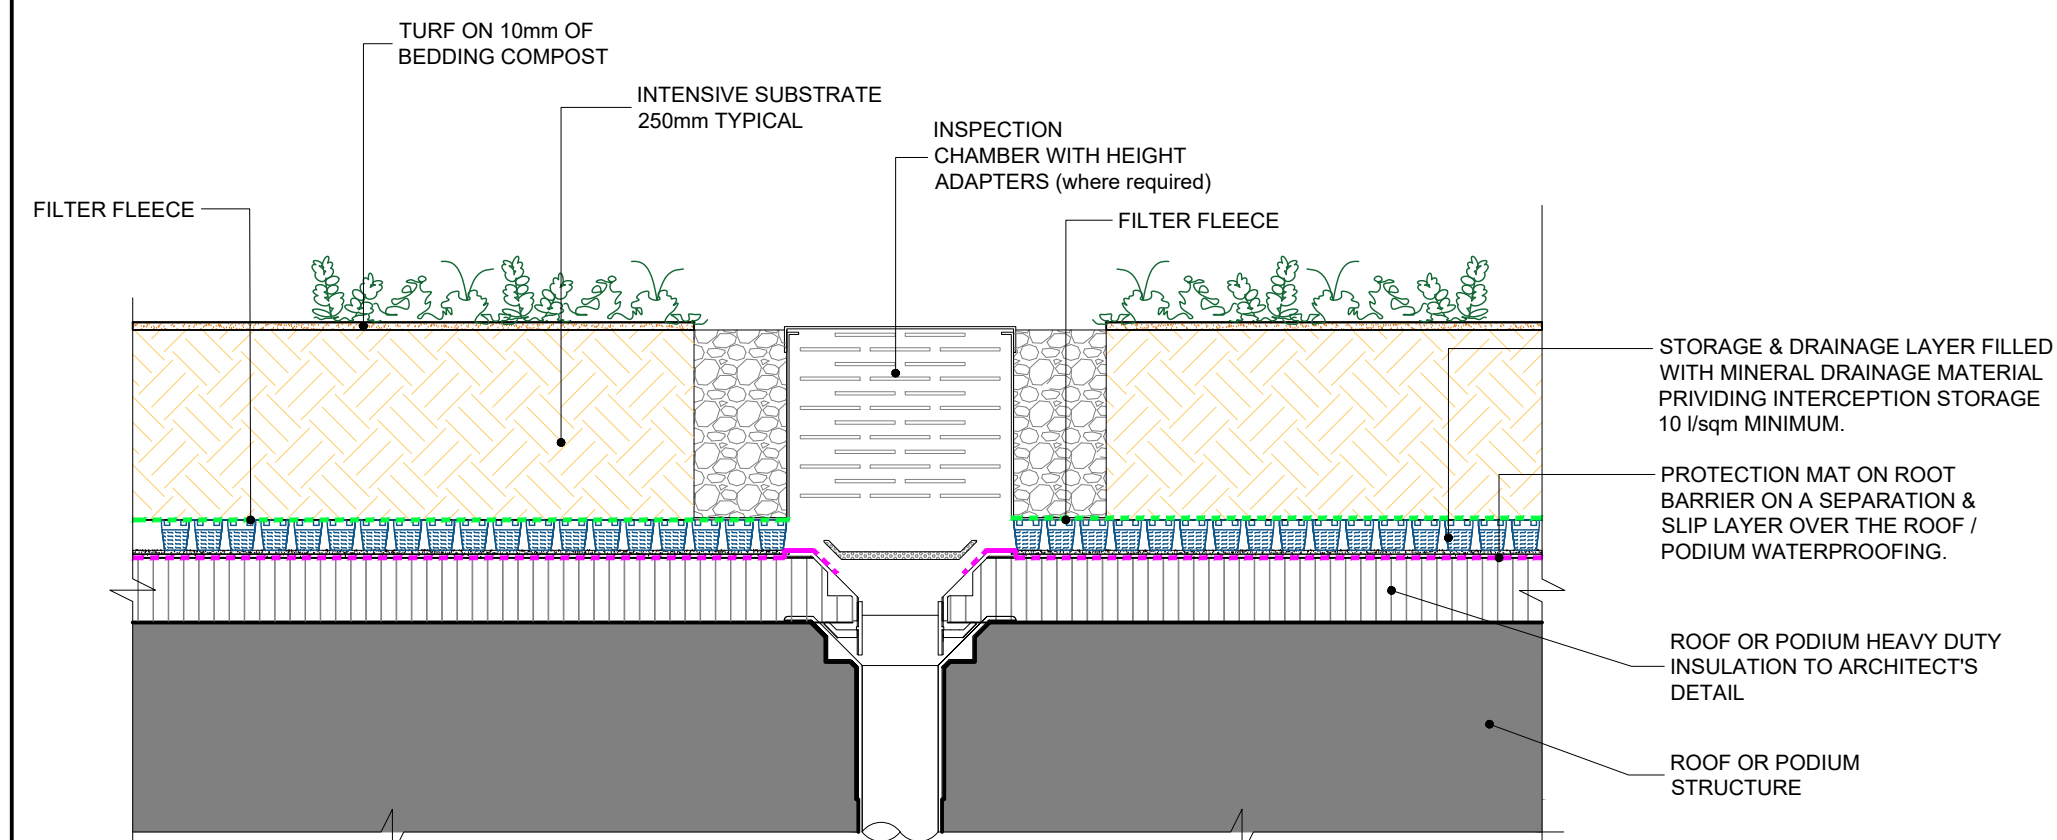 TURF ON 10mm OF
BEDDING COMPOST
INTENSIVE SUBSTRATE
250mm TYPICAL
INSPECTION
CHAMBER WITH HEIGHT
ADAPTERS (where required)
FILTER FLEECE
FILTER FLEECE
STORAGE & DRAINAGE LAYER FILLED
WITH MINERAL DRAINAGE MATERIAL
PRIVIDING INTERCEPTION STORAGE
10 l/sqm MINIMUM.
PROTECTION MAT ON ROOT
BARRIER ON A SEPARATION &
SLIP LAYER OVER THE ROOF /
PODIUM WATERPROOFING.
ROOF OR PODIUM HEAVY DUTY
INSULATION TO ARCHITECT'S
DETAIL
ROOF OR PODIUM
STRUCTURE